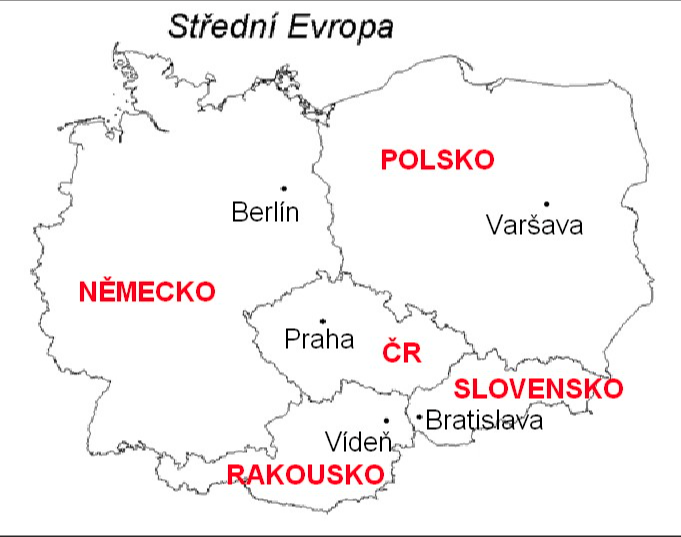 Střední Evropa
POLSKO
Berlín
Varšava
NĚMECKO
Praha
ČR
SLOVENSKO
Bratislava
Vídeň
RAKOUSKO